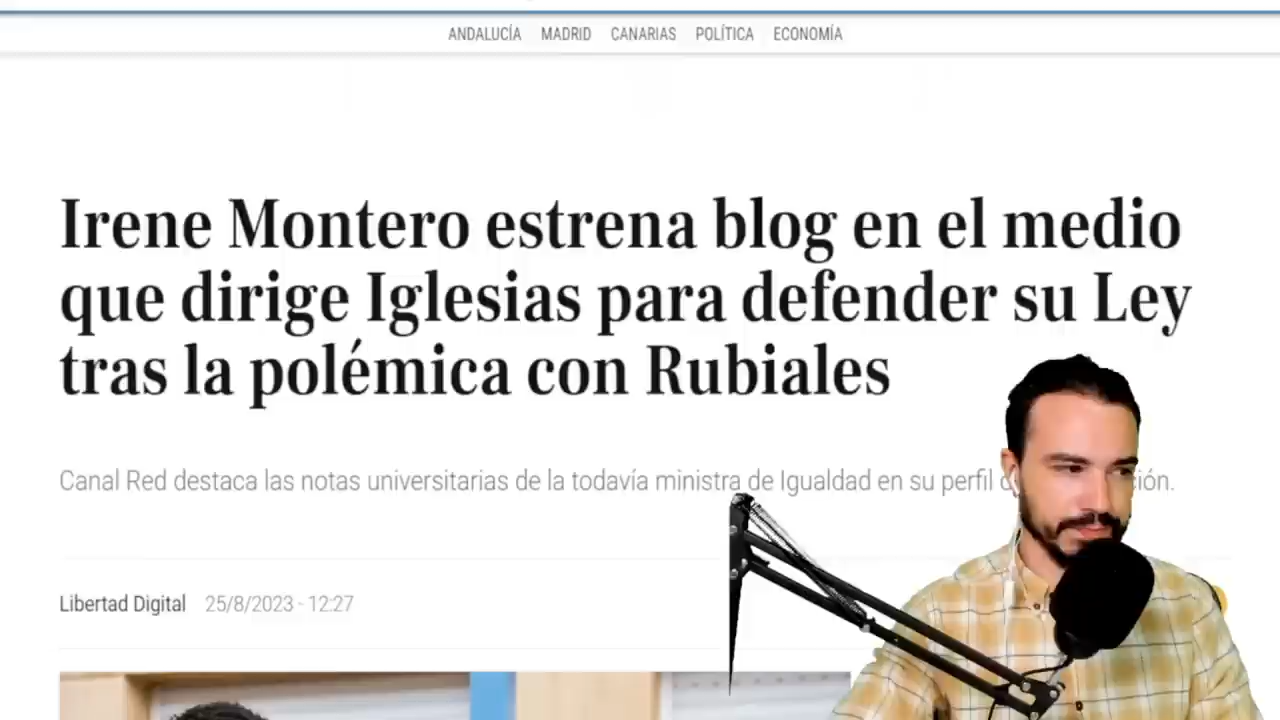 ANDALUCÍA MADRID CANARIAS POLÍTICA ECONOMÍA
Irene Montero estrena blog en el medio
que dirige Iglesias para defender su Ley
tras la polémica con Rubiales
Canal Red destaca las notas universitarias de la todavía ministra de Igualdad en su perfil
Libertad Digital 25/8/2023 - 12:27